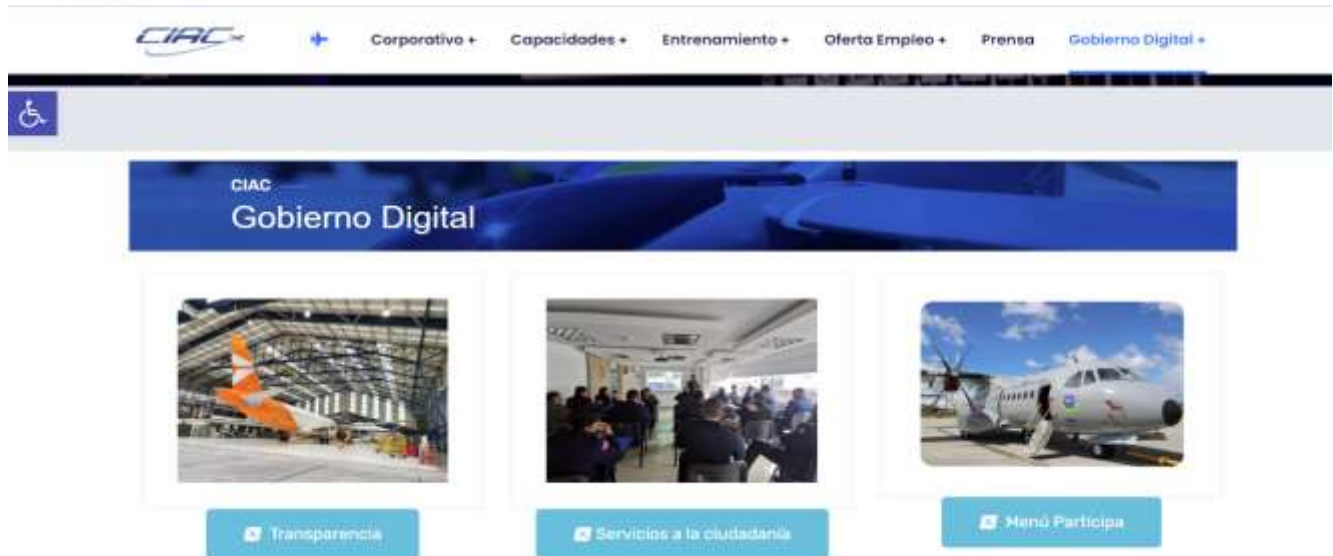 CIAC
Corporativo + Capacidades + Entrenamiento + Oferta Empleo + Prensa Gobierno Digital +
CIAC
Gobierno Digital
Transparencia
Servicios a la ciudadanía
Menú Participa